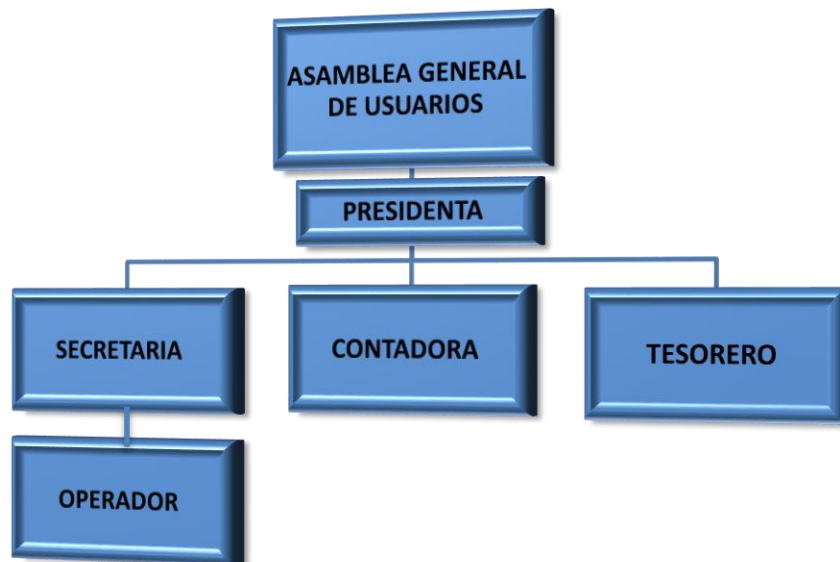 ASAMBLEA GENERAL
DE USUARIOS
PRESIDENTA
SECRETARIA
CONTADORA
TESORERO
OPERADOR